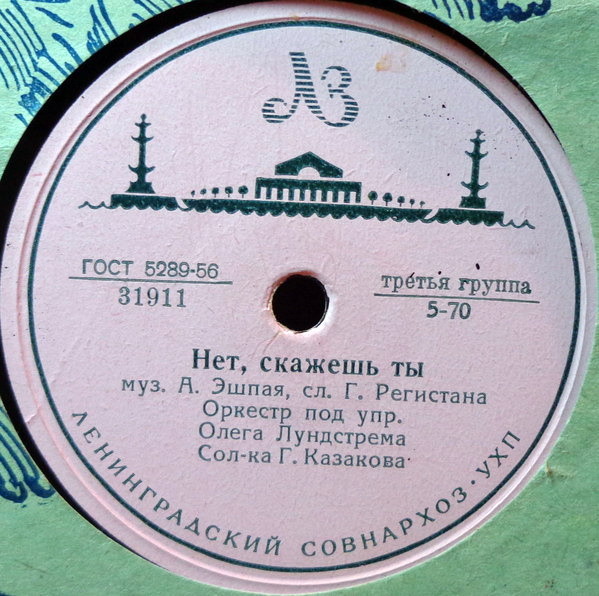 ЛЗ
ГОСТ 5289-56
31911
третья группа
5-70
Нет, скажешь ты
муз. А. Эшпая, сл. Г. Регистана
Оркестр под упр.
Олега Лундстрема
Сол-ка Г. Казакова
ЛЕНИНГРАДСКИЙ СОВНАРХОЗ · УХП